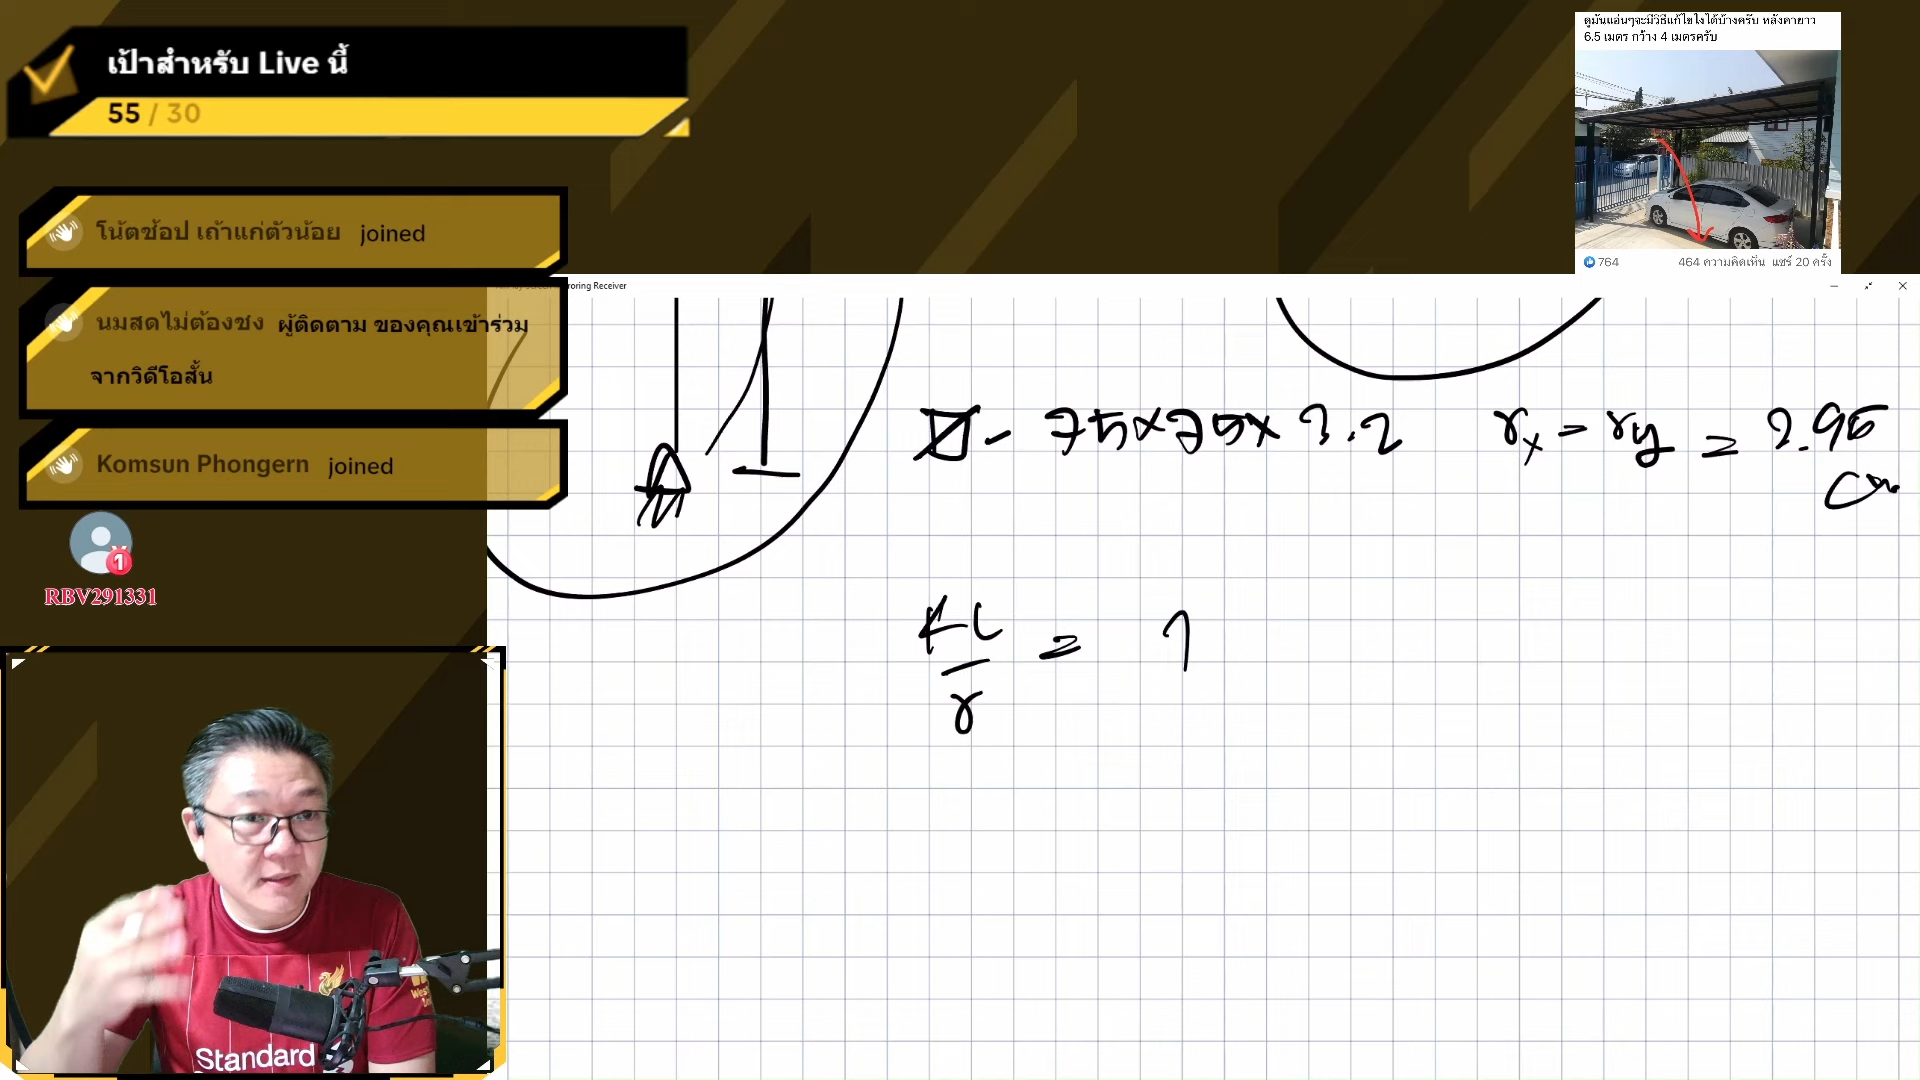 เป้าสำหรับ Live นี้
55 / 30
โน้ตช้อป เถ้าแก่ตัวน้อย joined
นมสดไม่ต้องชง ผู้ติดตาม ของคุณเข้าร่วม
จากวิดีโอสั้น
Komsun Phongern joined
1
RBV291331
ดูมันแอ่นๆจะมีวิธีแก้ไขไงได้บ้างครับ หลังคายาว
6.5 เมตร กว้าง 4 เมตรครับ
764 464 ความคิดเห็น แชร์ 20 ครั้ง
roring Receiver
- 75x75x3.2 rx = ry = 2.95
cm
KL
=
r
Standard